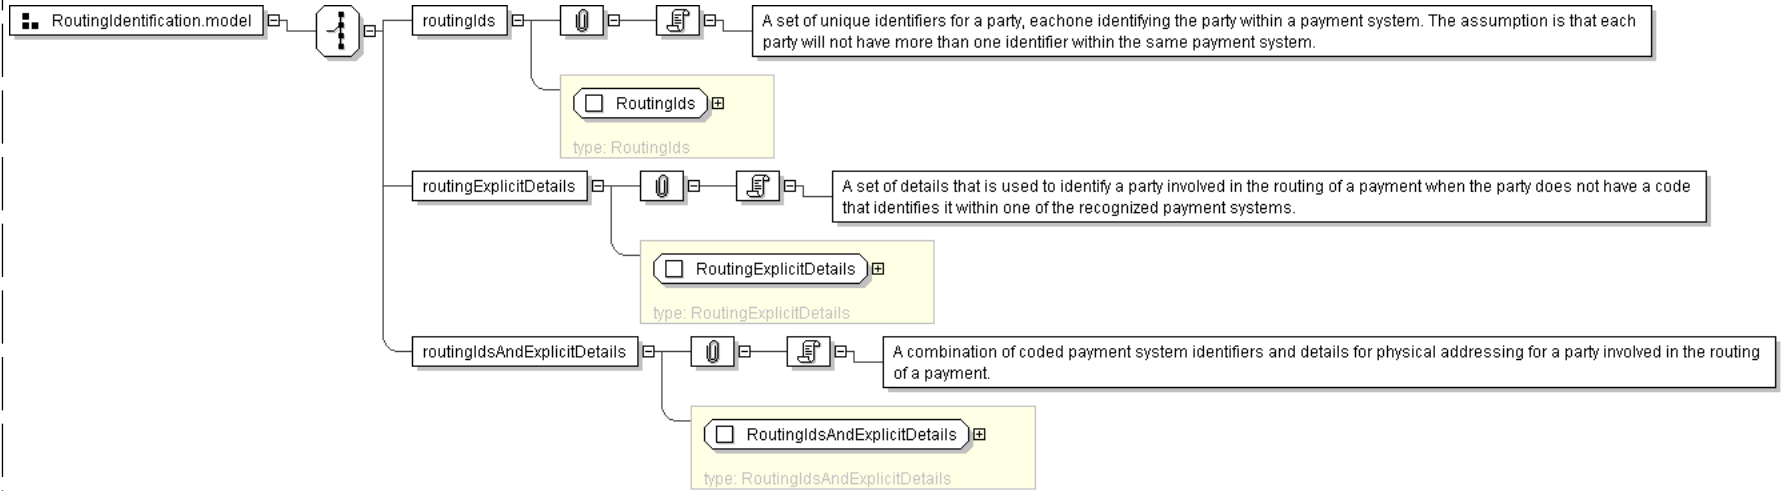 RoutingIdentification.model
routingIds
A set of unique identifiers for a party, eachone identifying the party within a payment system. The assumption is that each
party will not have more than one identifier within the same payment system.
RoutingIds
type: RoutingIds
routingExplicitDetails
A set of details that is used to identify a party involved in the routing of a payment when the party does not have a code
that identifies it within one of the recognized payment systems.
RoutingExplicitDetails
type: RoutingExplicitDetails
routingIdsAndExplicitDetails
A combination of coded payment system identifiers and details for physical addressing for a party involved in the routing
of a payment.
RoutingIdsAndExplicitDetails
type: RoutingIdsAndExplicitDetails